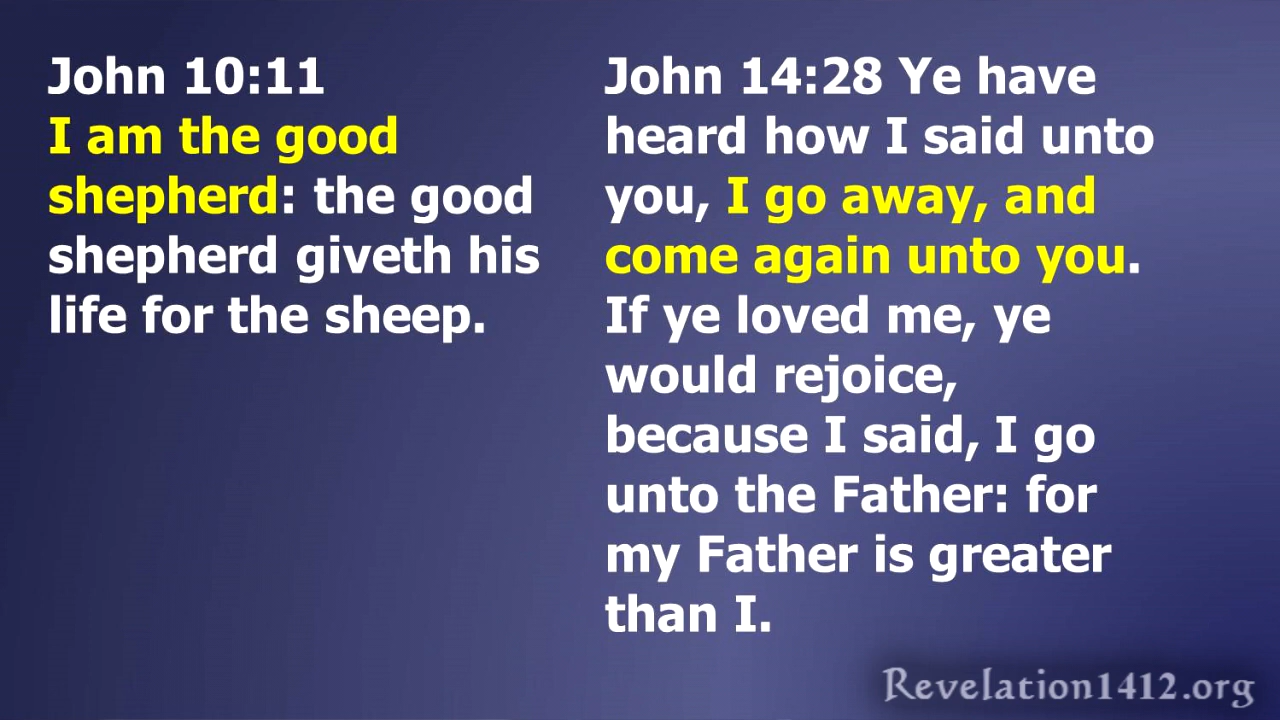 John 10:11
I am the good
shepherd: the good
shepherd giveth his
life for the sheep.
John 14:28 Ye have
heard how I said unto
you, I go away, and
come again unto you.
If ye loved me, ye
would rejoice,
because I said, I go
unto the Father: for
my Father is greater
than I.
Revelation1412.org